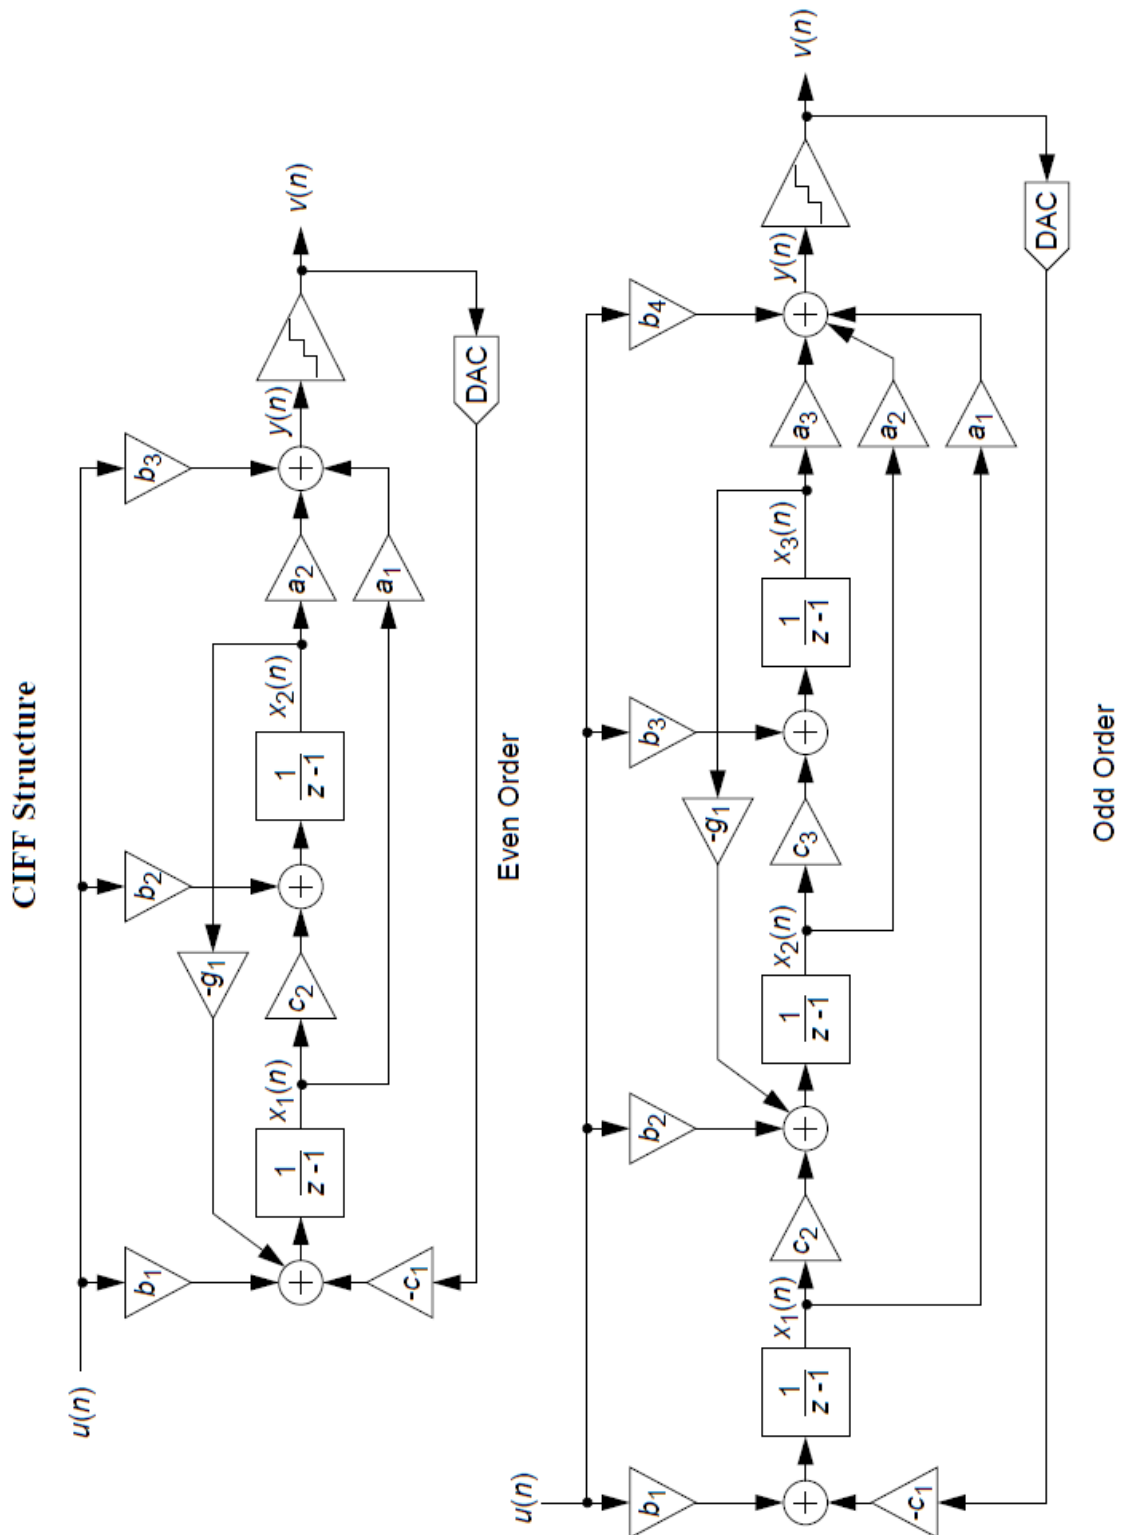 CIFF Structure
u(n)
b1
b2
b3
-g1
1
z -1
x1(n)
c2
1
z -1
x2(n)
a2
a1
y(n)
v(n)
-c1
DAC
Even Order
u(n)
b1
b2
b3
b4
-g1
1
z -1
x1(n)
c2
1
z -1
x2(n)
c3
1
z -1
x3(n)
a3
a2
a1
y(n)
v(n)
-c1
DAC
Odd Order